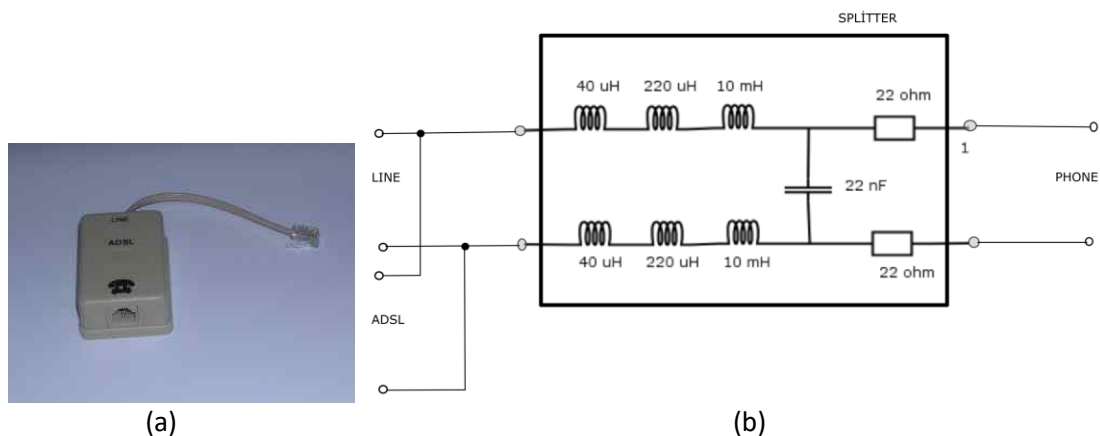 LINE
ADSL
SPLİTTER
40 uH 220 uH 10 mH
22 ohm
LINE
1
22 nF
PHONE
40 uH 220 uH 10 mH
22 ohm
ADSL
(a) (b)